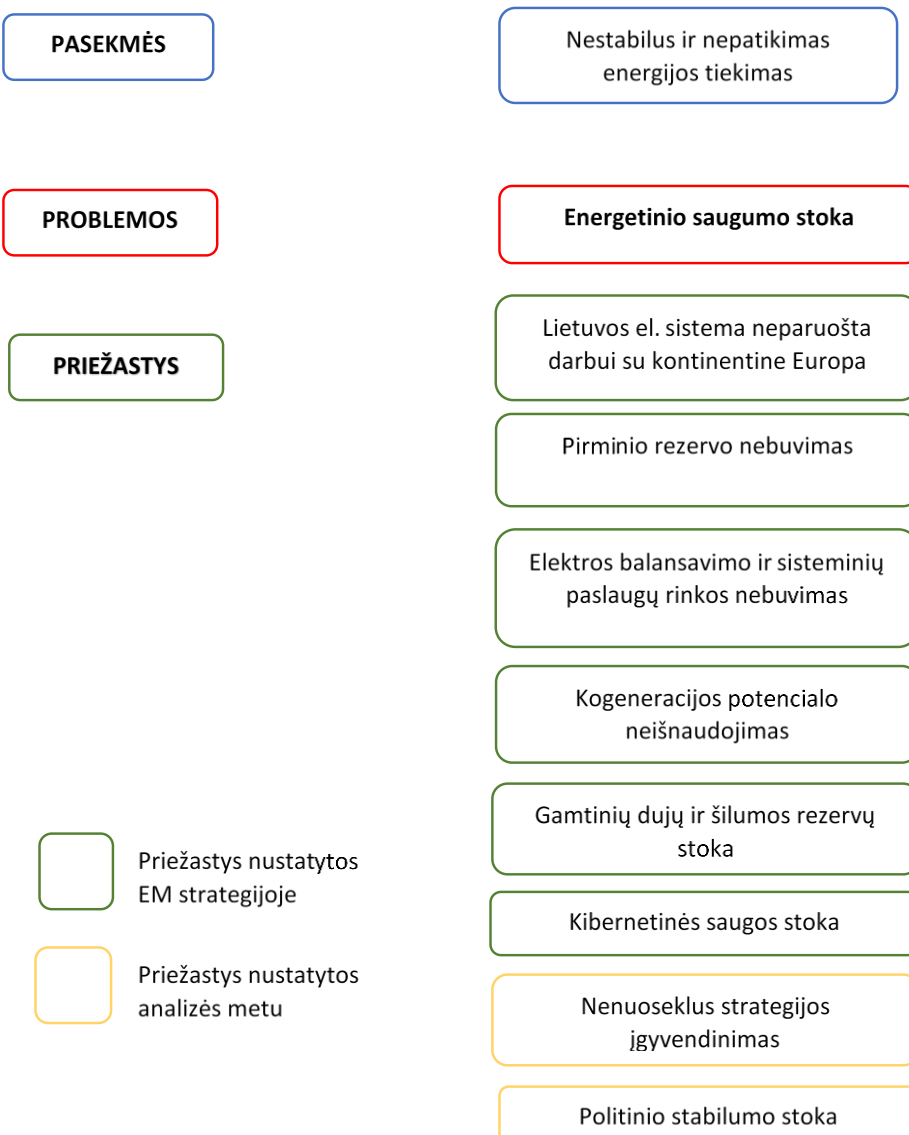 PASEKMĖS
Nestabilus ir nepatikimas
energijos tiekimas
PROBLEMOS
Energetinio saugumo stoka
PRIEŽASTYS
Lietuvos el. sistema neparuošta
darbui su kontinentine Europa
Pirminio rezervo nebuvimas
Elektros balansavimo ir sisteminių
paslaugų rinkos nebuvimas
Kogeneracijos potencialo
neišnaudojimas
Gamtinių dujų ir šilumos rezervų
stoka
Kibernetinės saugos stoka
Nenuoseklus strategijos
įgyvendinimas
Politinio stabilumo stoka
Priežastys nustatytos
EM strategijoje
Priežastys nustatytos
analizės metu